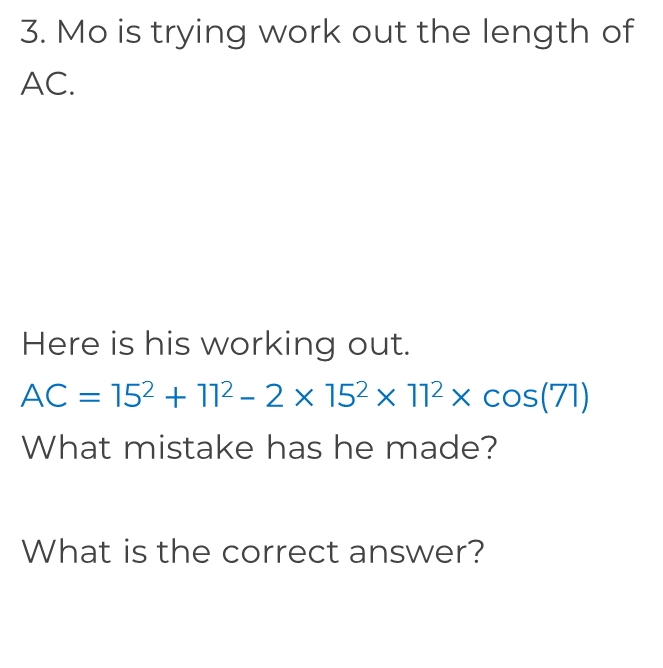 3. Mo is trying work out the length of
AC.
Here is his working out.
AC = 15² + 11² – 2 × 15² × 11² × cos(71)
What mistake has he made?
What is the correct answer?